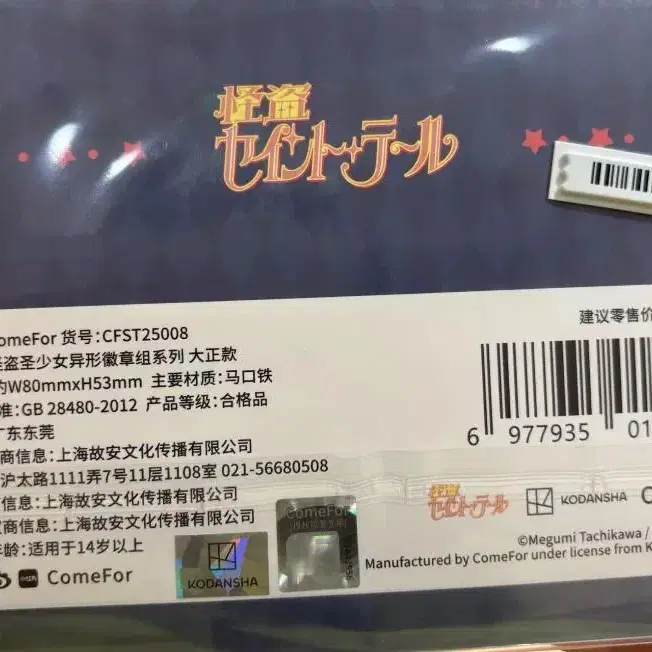 怪盗
セイント・テール
ComeFor 货号:CFST25008
怪盗圣少女异形徽章组系列 大正款
约W80mmxH53mm 主要材质:马口铁
准:GB 28480-2012 产品等级:合格品
广东东莞
商信息:上海故安文化传播有限公司
沪太路1111弄7号11层1108室 021-56680508
商信息:上海故安文化传播有限公司
商信息:上海故安文化传播有限公司
年龄:适用于14岁以上
ComeFor
KODANSHA
ComeFor
建议零售价
6 977935 01
怪盗
セイント・テール
KODANSHA
©Megumi Tachikawa /
Manufactured by ComeFor under license from K